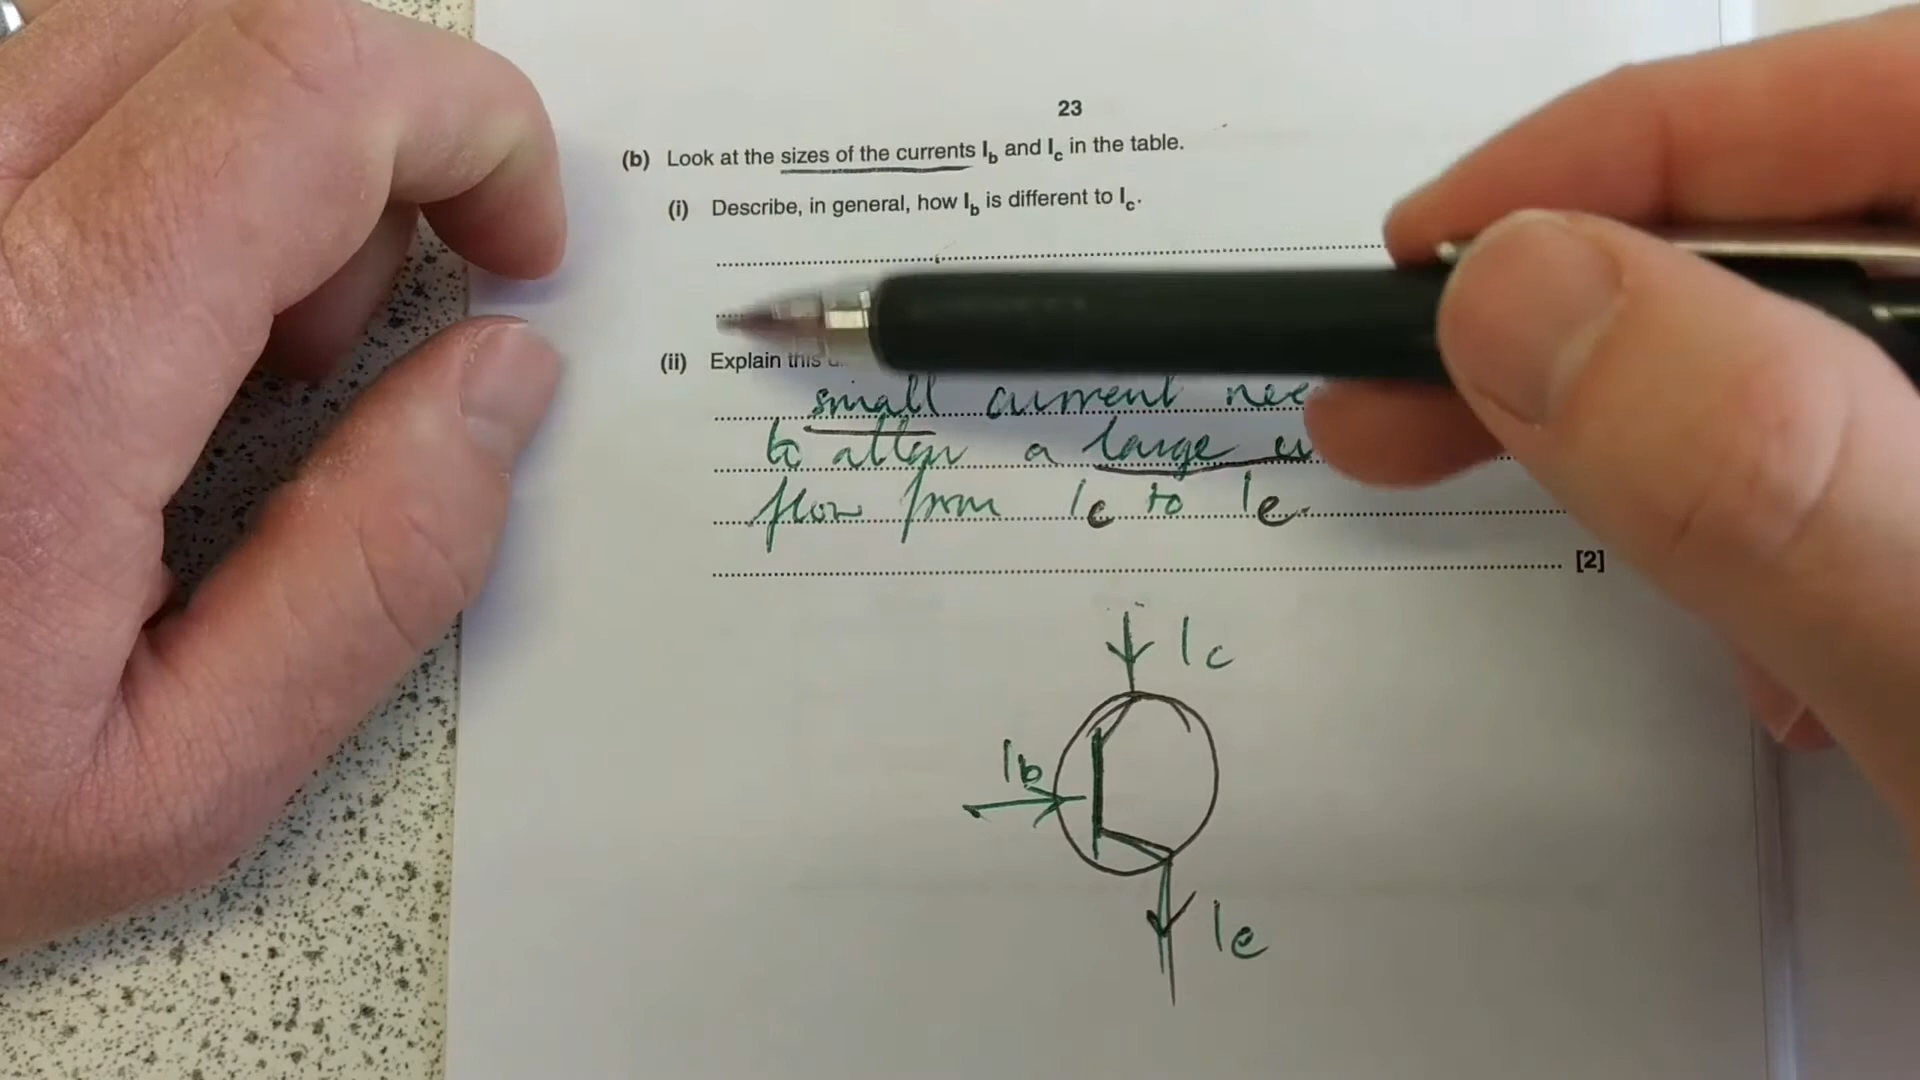 23
(b) Look at the sizes of the currents Ib and Ic in the table.
(i) Describe, in general, how Ib is different to Ic.
(ii) Explain this
small current
to allow a large
flow from Ic to Ie.
[2]
Ic
Ib
Ie